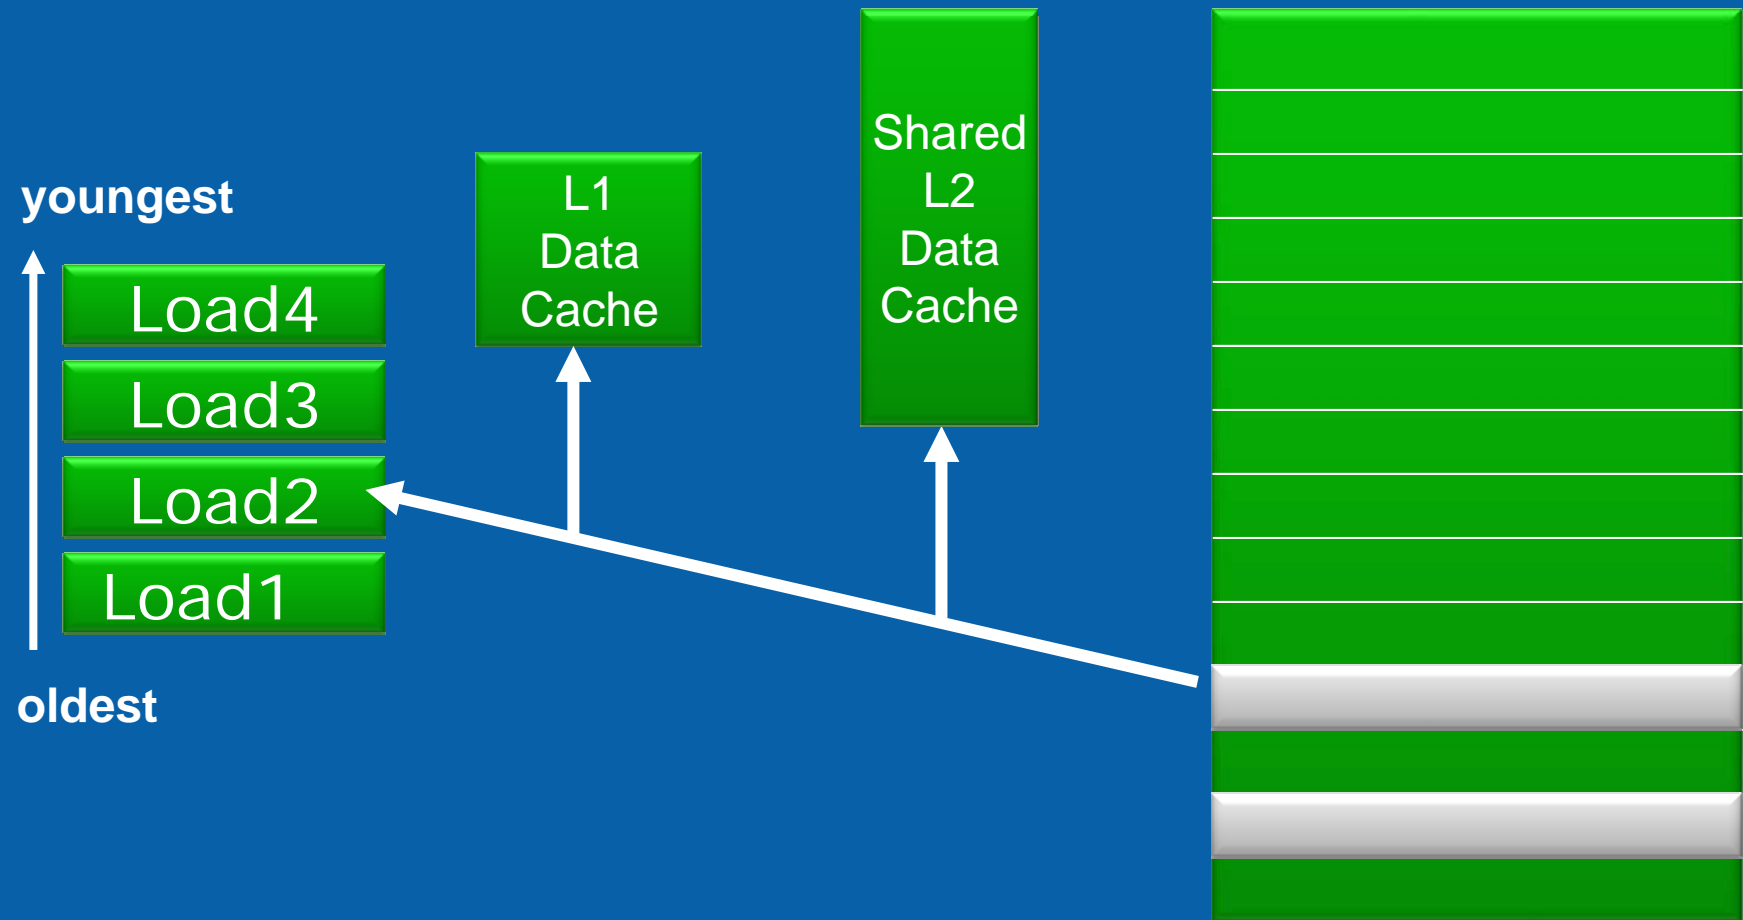 youngest
Load4
Load3
Load2
Load1
oldest
L1
Data
Cache
Shared
L2
Data
Cache